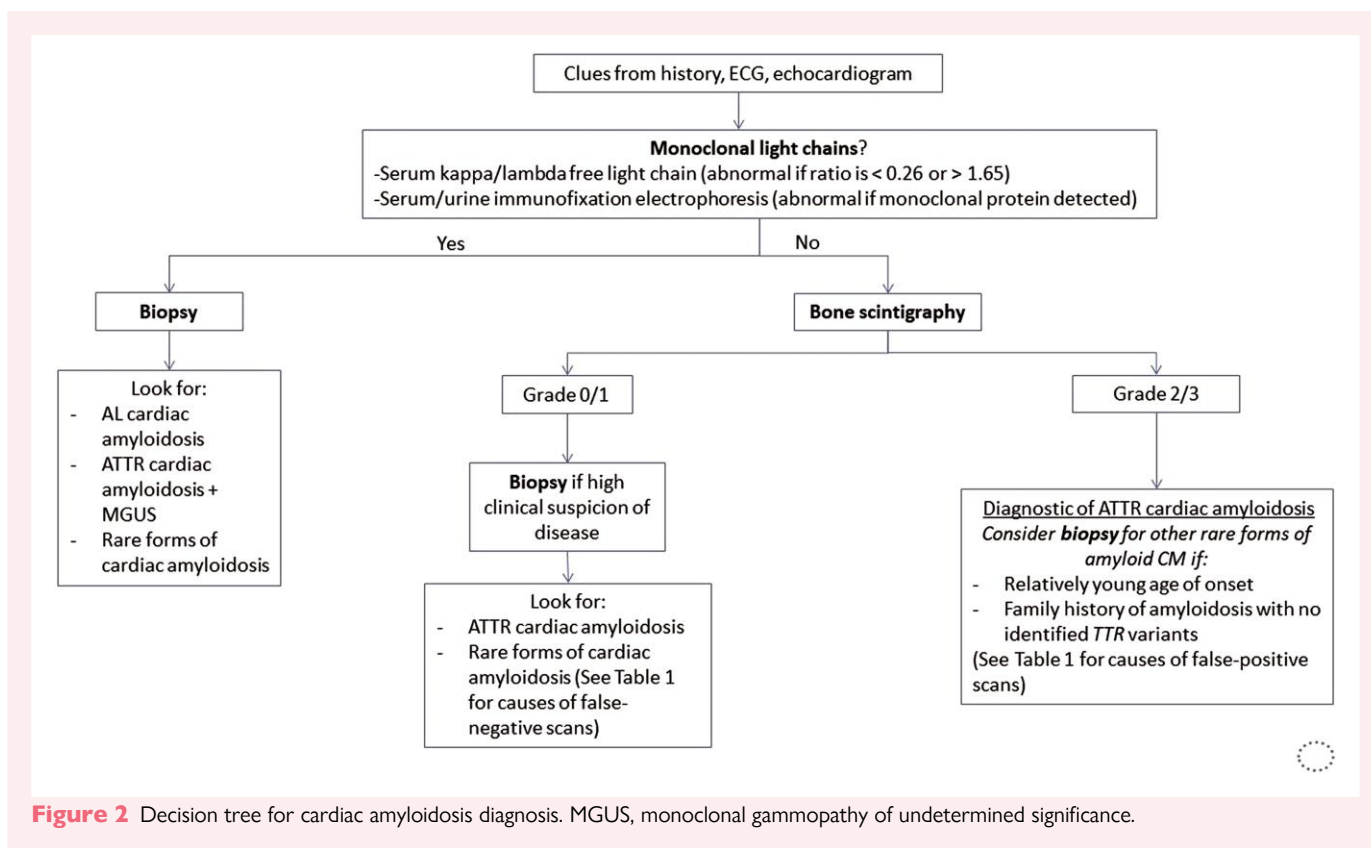 Clues from history, ECG, echocardiogram
Monoclonal light chains?
-Serum kappa/lambda free light chain (abnormal if ratio is < 0.26 or > 1.65)
-Serum/urine immunofixation electrophoresis (abnormal if monoclonal protein detected)
Yes
No
Biopsy
Bone scintigraphy
Look for:
- AL cardiac
amyloidosis
- ATTR cardiac
amyloidosis +
MGUS
- Rare forms of
cardiac amyloidosis
Grade 0/1
Grade 2/3
Biopsy if high
clinical suspicion of
disease
Look for:
- ATTR cardiac amyloidosis
- Rare forms of cardiac
amyloidosis (See Table 1
for causes of false-
negative scans)
Diagnostic of ATTR cardiac amyloidosis
Consider biopsy for other rare forms of
amyloid CM if:
- Relatively young age of onset
- Family history of amyloidosis with no
identified TTR variants
(See Table 1 for causes of false-positive
scans)
Figure 2 Decision tree for cardiac amyloidosis diagnosis. MGUS, monoclonal gammopathy of undetermined significance.